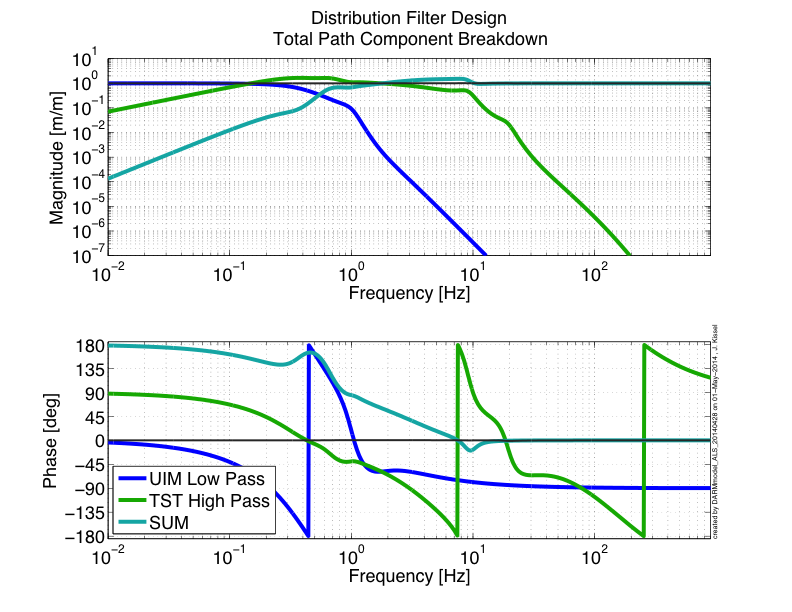 Distribution Filter Design
Total Path Component Breakdown
Magnitude [m/m]
10^1
10^0
10^−1
10^−2
10^−3
10^−4
10^−5
10^−6
10^−7
10^−2
10^−1
10^0
10^1
10^2
Frequency [Hz]
Phase [deg]
180
135
90
45
0
−45
−90
−135
−180
UIM Low Pass
TST High Pass
SUM
10^−2
10^−1
10^0
10^1
10^2
Frequency [Hz]
created by DARMmodel_ALS_20140428 on 01−May−2014 , J. Kissel